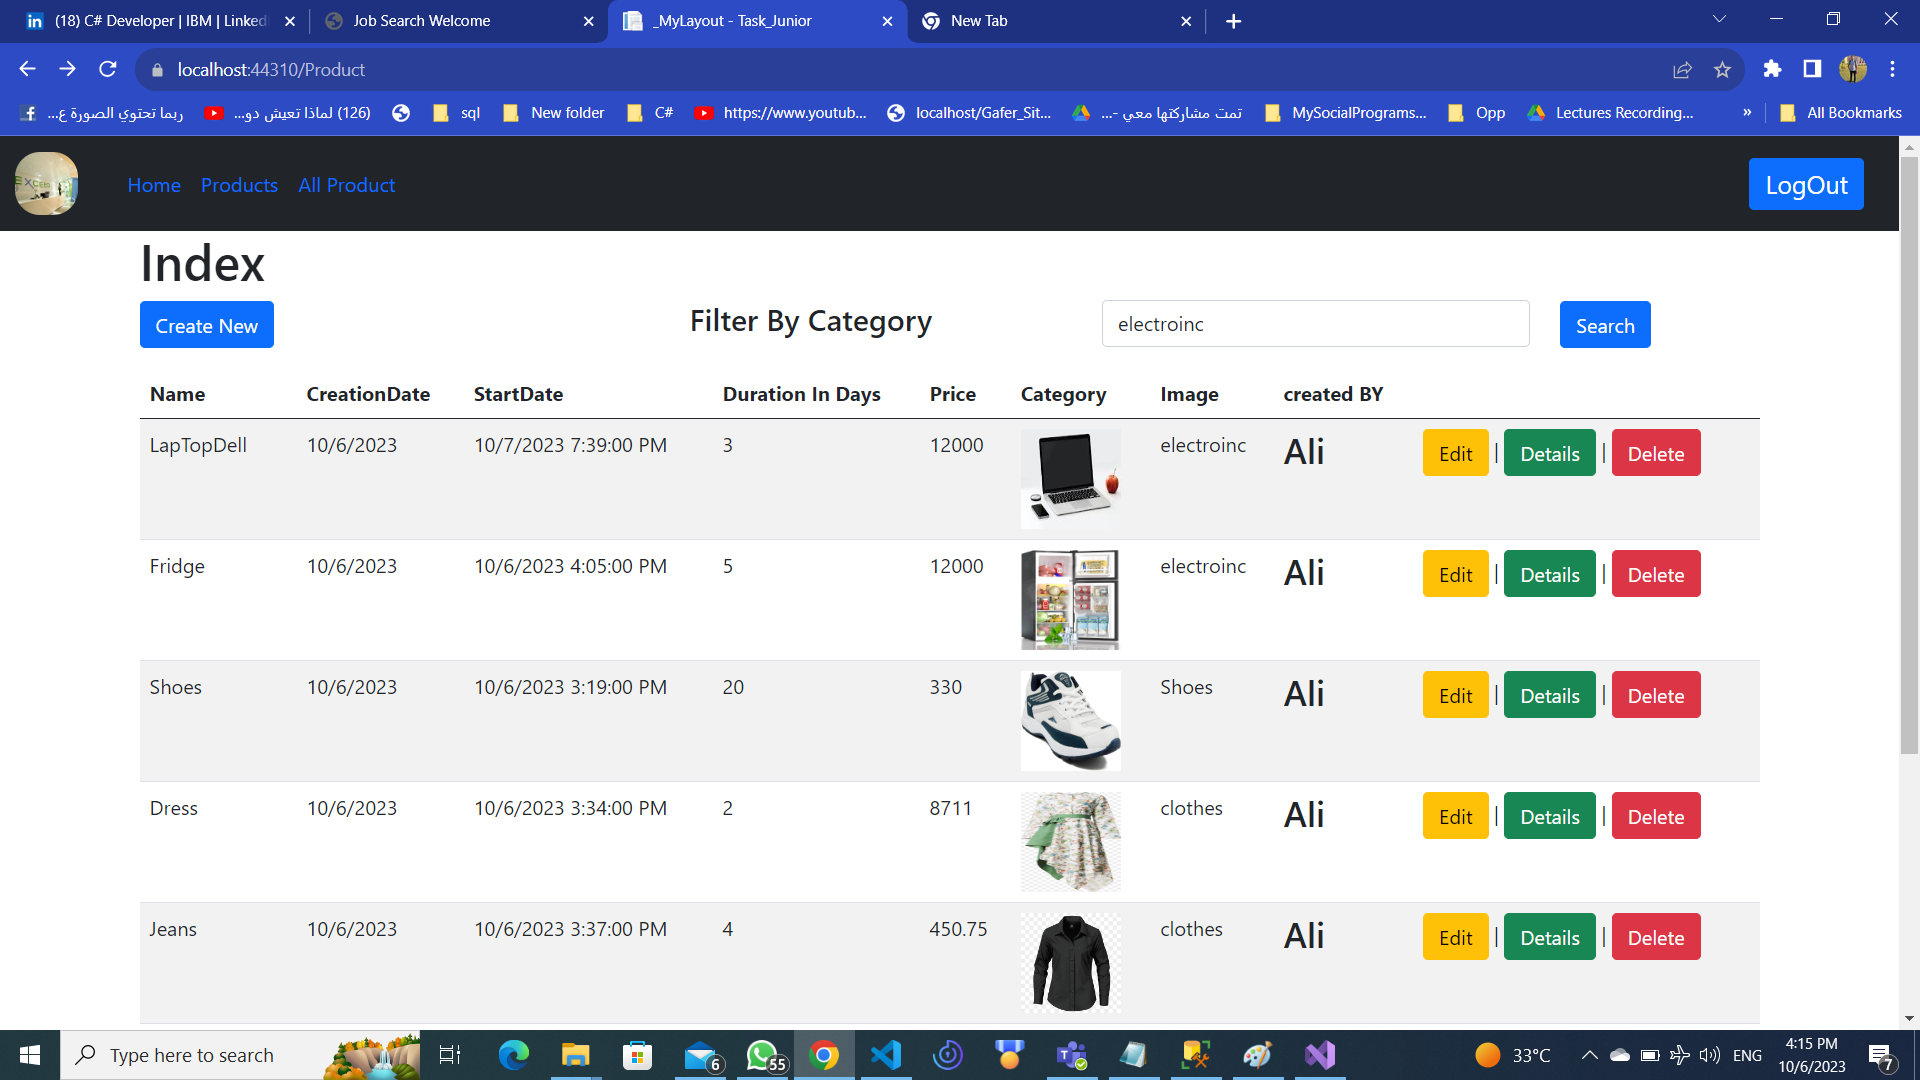 (18) C# Developer | IBM | LinkedI
Job Search Welcome
_MyLayout - Task_Junior
New Tab
localhost:44310/Product
ربما تحتوي الصورة ع...
(126) لماذا تعيش دو...
sql
New folder
C#
https://www.youtub...
localhost/Gafer_Sit...
تمت مشاركتها معي -...
MySocialPrograms...
Opp
Lectures Recording...
»
All Bookmarks
Home Products All Product
LogOut
Index
Create New
Filter By Category
electroinc
Search
Name CreationDate StartDate Duration In Days Price Category Image created BY
LapTopDell 10/6/2023 10/7/2023 7:39:00 PM 3 12000 electroinc Ali Edit | Details | Delete
Fridge 10/6/2023 10/6/2023 4:05:00 PM 5 12000 electroinc Ali Edit | Details | Delete
Shoes 10/6/2023 10/6/2023 3:19:00 PM 20 330 Shoes Ali Edit | Details | Delete
Dress 10/6/2023 10/6/2023 3:34:00 PM 2 8711 clothes Ali Edit | Details | Delete
Jeans 10/6/2023 10/6/2023 3:37:00 PM 4 450.75 clothes Ali Edit | Details | Delete
Type here to search
6
55
33°C
ENG
4:15 PM
10/6/2023
7